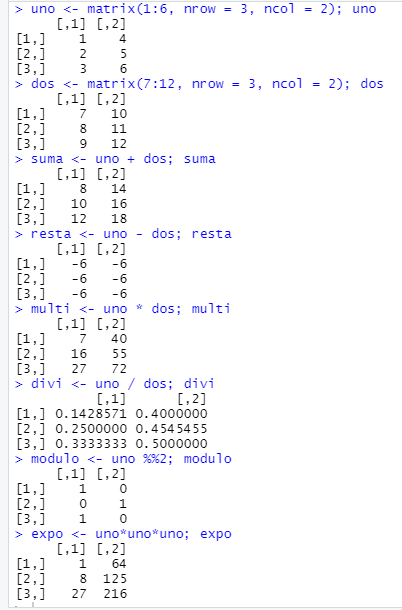 > uno <- matrix(1:6, nrow = 3, ncol = 2); uno
     [,1] [,2]
[1,]    1    4
[2,]    2    5
[3,]    3    6
> dos <- matrix(7:12, nrow = 3, ncol = 2); dos
     [,1] [,2]
[1,]    7   10
[2,]    8   11
[3,]    9   12
> suma <- uno + dos; suma
     [,1] [,2]
[1,]    8   14
[2,]   10   16
[3,]   12   18
> resta <- uno - dos; resta
     [,1] [,2]
[1,]   -6   -6
[2,]   -6   -6
[3,]   -6   -6
> multi <- uno * dos; multi
     [,1] [,2]
[1,]    7   40
[2,]   16   55
[3,]   27   72
> divi <- uno / dos; divi
          [,1]      [,2]
[1,] 0.1428571 0.4000000
[2,] 0.2500000 0.4545455
[3,] 0.3333333 0.5000000
> modulo <- uno %%2; modulo
     [,1] [,2]
[1,]    1    0
[2,]    0    1
[3,]    1    0
> expo <- uno*uno*uno; expo
     [,1] [,2]
[1,]    1   64
[2,]    8  125
[3,]   27  216